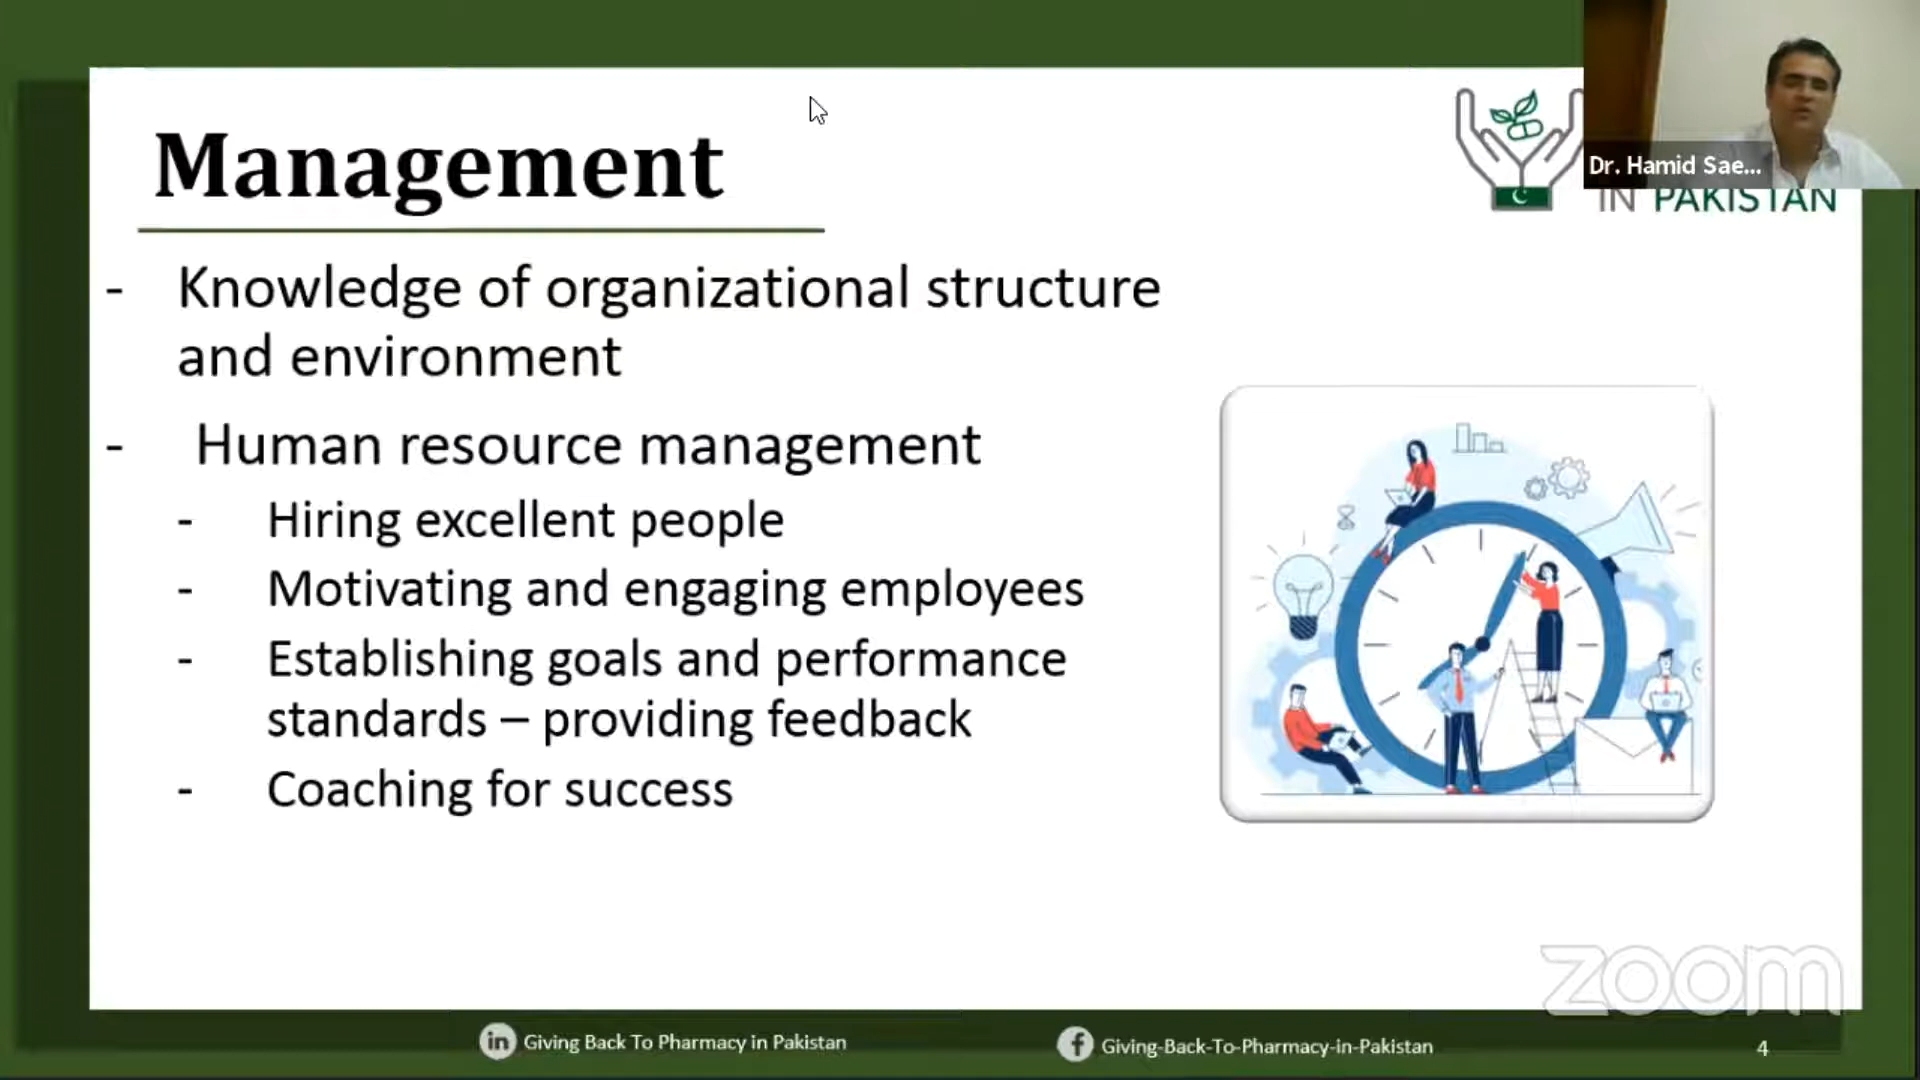 Management
Dr. Hamid Sae...
IN PAKISTAN
- Knowledge of organizational structure
and environment
- Human resource management
- Hiring excellent people
- Motivating and engaging employees
- Establishing goals and performance
standards – providing feedback
- Coaching for success
zoom
in Giving Back To Pharmacy in Pakistan
f Giving-Back-To-Pharmacy-in-Pakistan
4